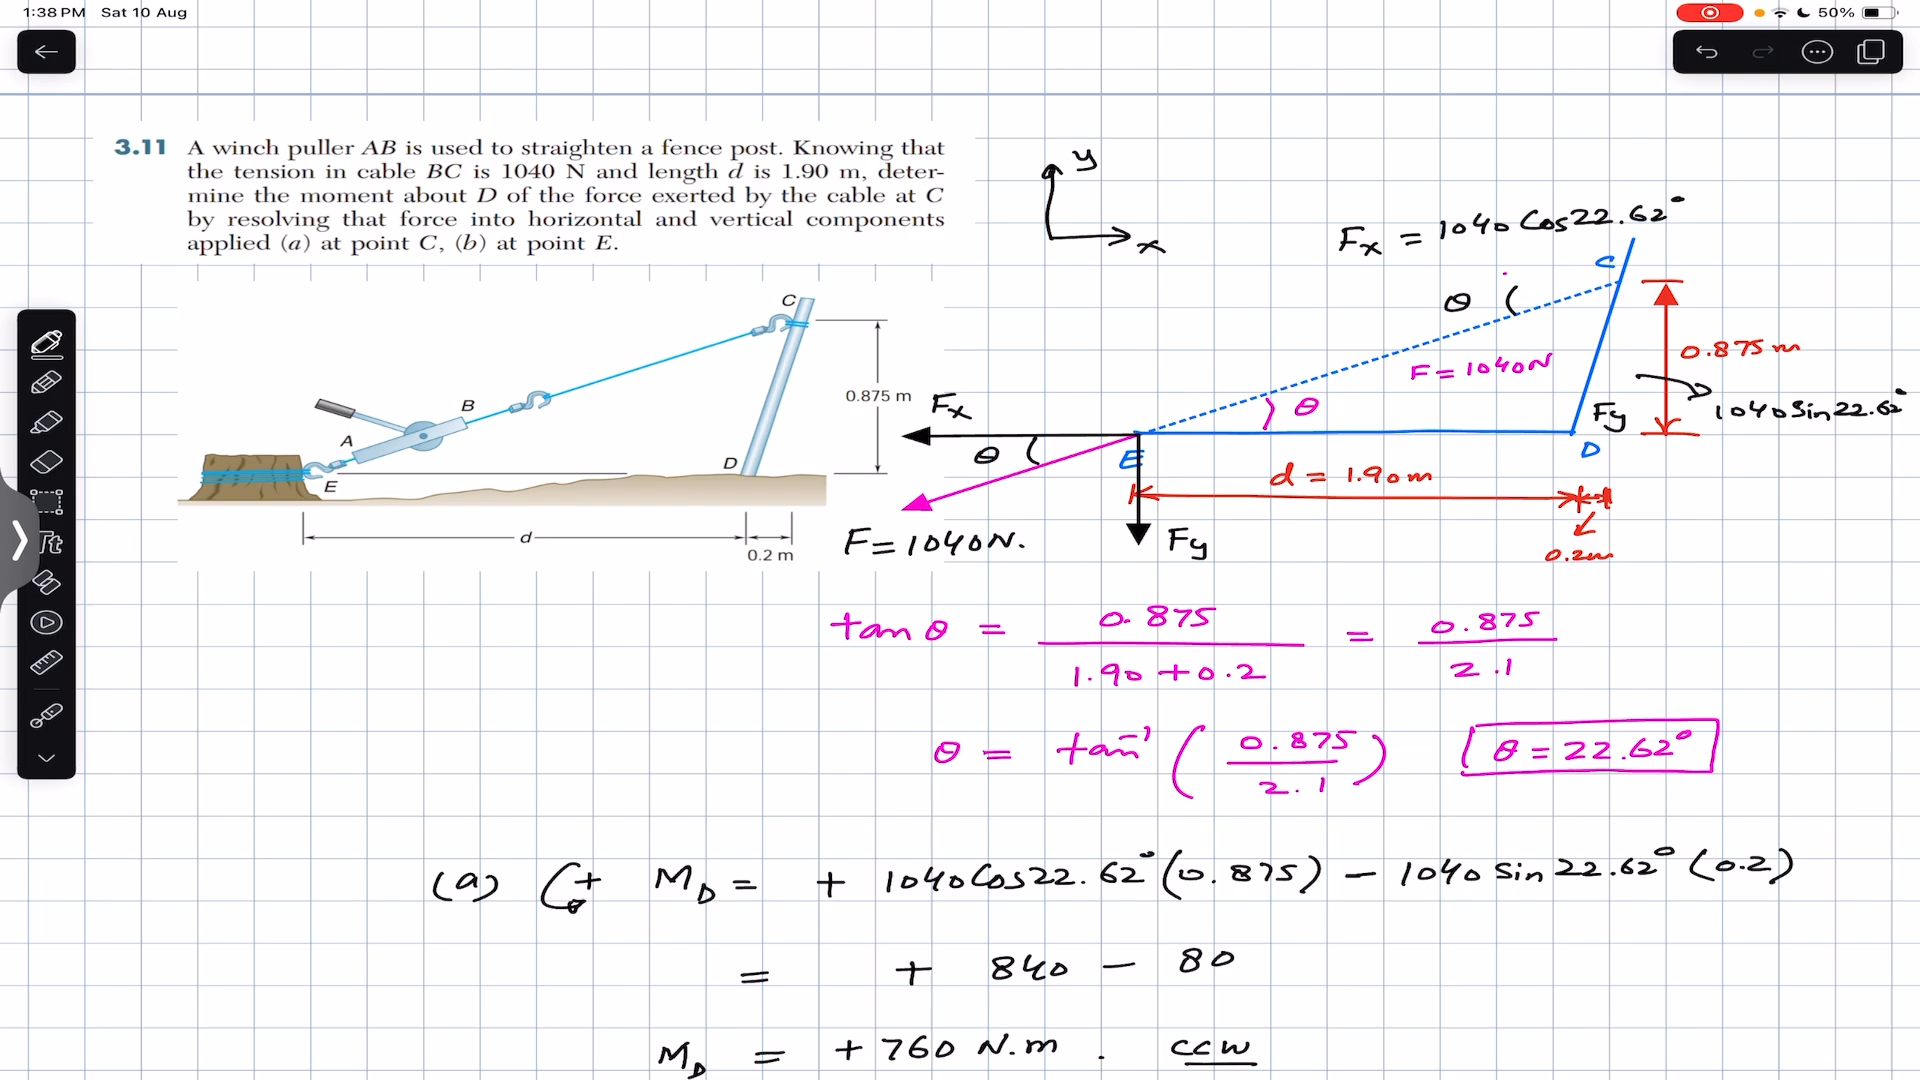 1:38 PM Sat 10 Aug
50%
3.11 A winch puller AB is used to straighten a fence post. Knowing that
the tension in cable BC is 1040 N and length d is 1.90 m, deter-
mine the moment about D of the force exerted by the cable at C
by resolving that force into horizontal and vertical components
applied (a) at point C, (b) at point E.
C
B
A
D
E
0.875 m
d
0.2 m
Tt
y
x
Fx = 1040 Cos22.62°
C
θ
F = 1040N
0.875 m
Fx
θ
Fy
1040 Sin22.62°
θ
E
D
d = 1.90m
F = 1040N.
Fy
0.2m
tan θ = 0.875 / 1.90 + 0.2 = 0.875 / 2.1
θ = tan⁻¹ ( 0.875 / 2.1 ) θ = 22.62°
(a) + MD = + 1040 Cos22.62° (0.875) − 1040 Sin 22.62° (0.2)
= + 840 − 80
MD = + 760 N.m . CCW